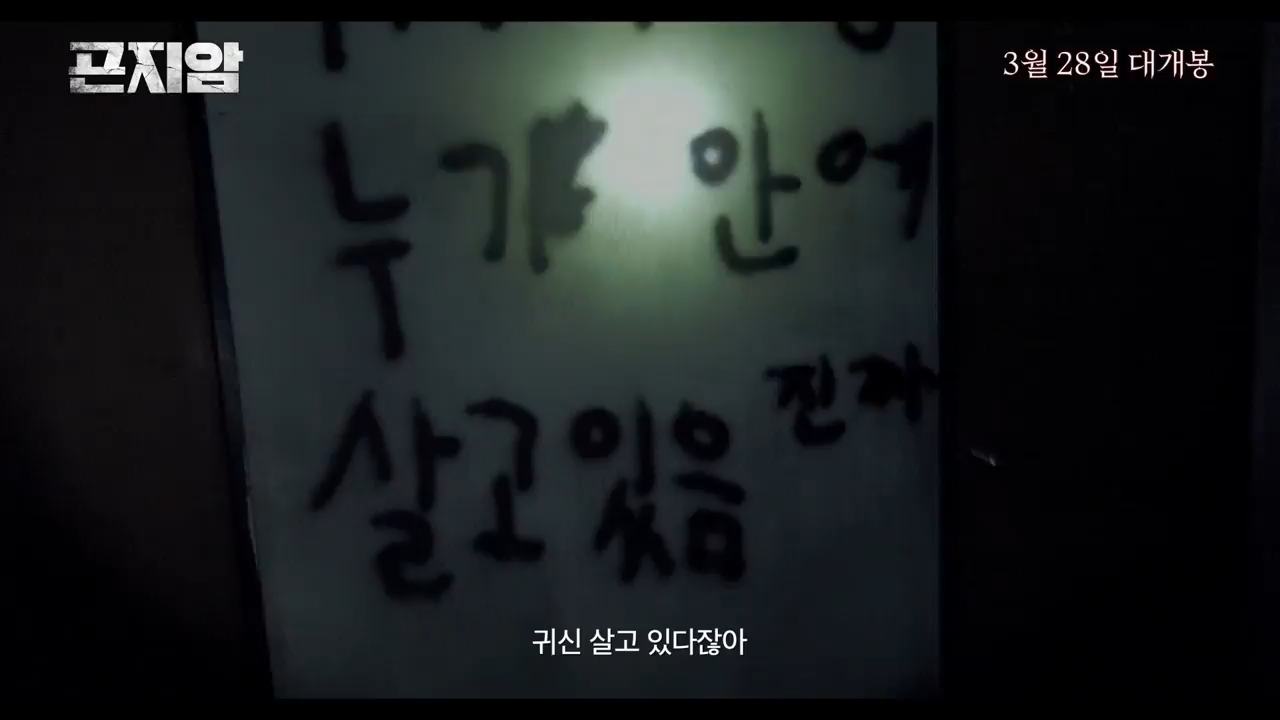 곤지암
3월 28일 대개봉
누가 안어
진짜
살고있음
귀신 살고 있다잖아